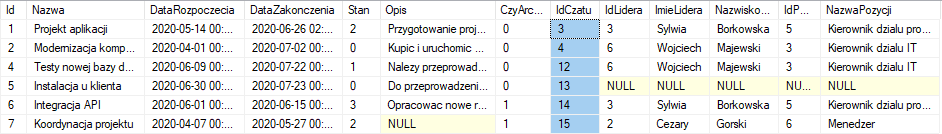 Id Nazwa DataRozpoczecia DataZakonczenia Stan Opis CzyArc... IdCzatu IdLidera ImieLidera Nazwisko... IdP... NazwaPozycji
1 Projekt aplikacji 2020-05-14 00:... 2020-06-26 02:... 2 Przygotowanie proj... 0 3 3 Sylwia Borkowska 5 Kierownik dzialu pro...
2 Modernizacja komp... 2020-04-01 00:... 2020-07-02 00:... 0 Kupic i uruchomic ... 0 4 6 Wojciech Majewski 3 Kierownik dzialu IT
4 Testy nowej bazy d... 2020-06-09 00:... 2020-07-22 00:... 1 Nalezy przeprowad... 0 12 6 Wojciech Majewski 3 Kierownik dzialu IT
5 Instalacja u klienta 2020-06-30 00:... 2020-07-23 00:... 0 Do przeprowadzeni... 0 13 NULL NULL NULL NU... NULL
6 Integracja API 2020-06-01 00:... 2020-06-15 00:... 3 Opracowac nowe r... 1 14 3 Sylwia Borkowska 5 Kierownik dzialu pro...
7 Koordynacja projektu 2020-04-07 00:... 2020-05-27 00:... 2 NULL 1 15 2 Cezary Gorski 6 Menedzer